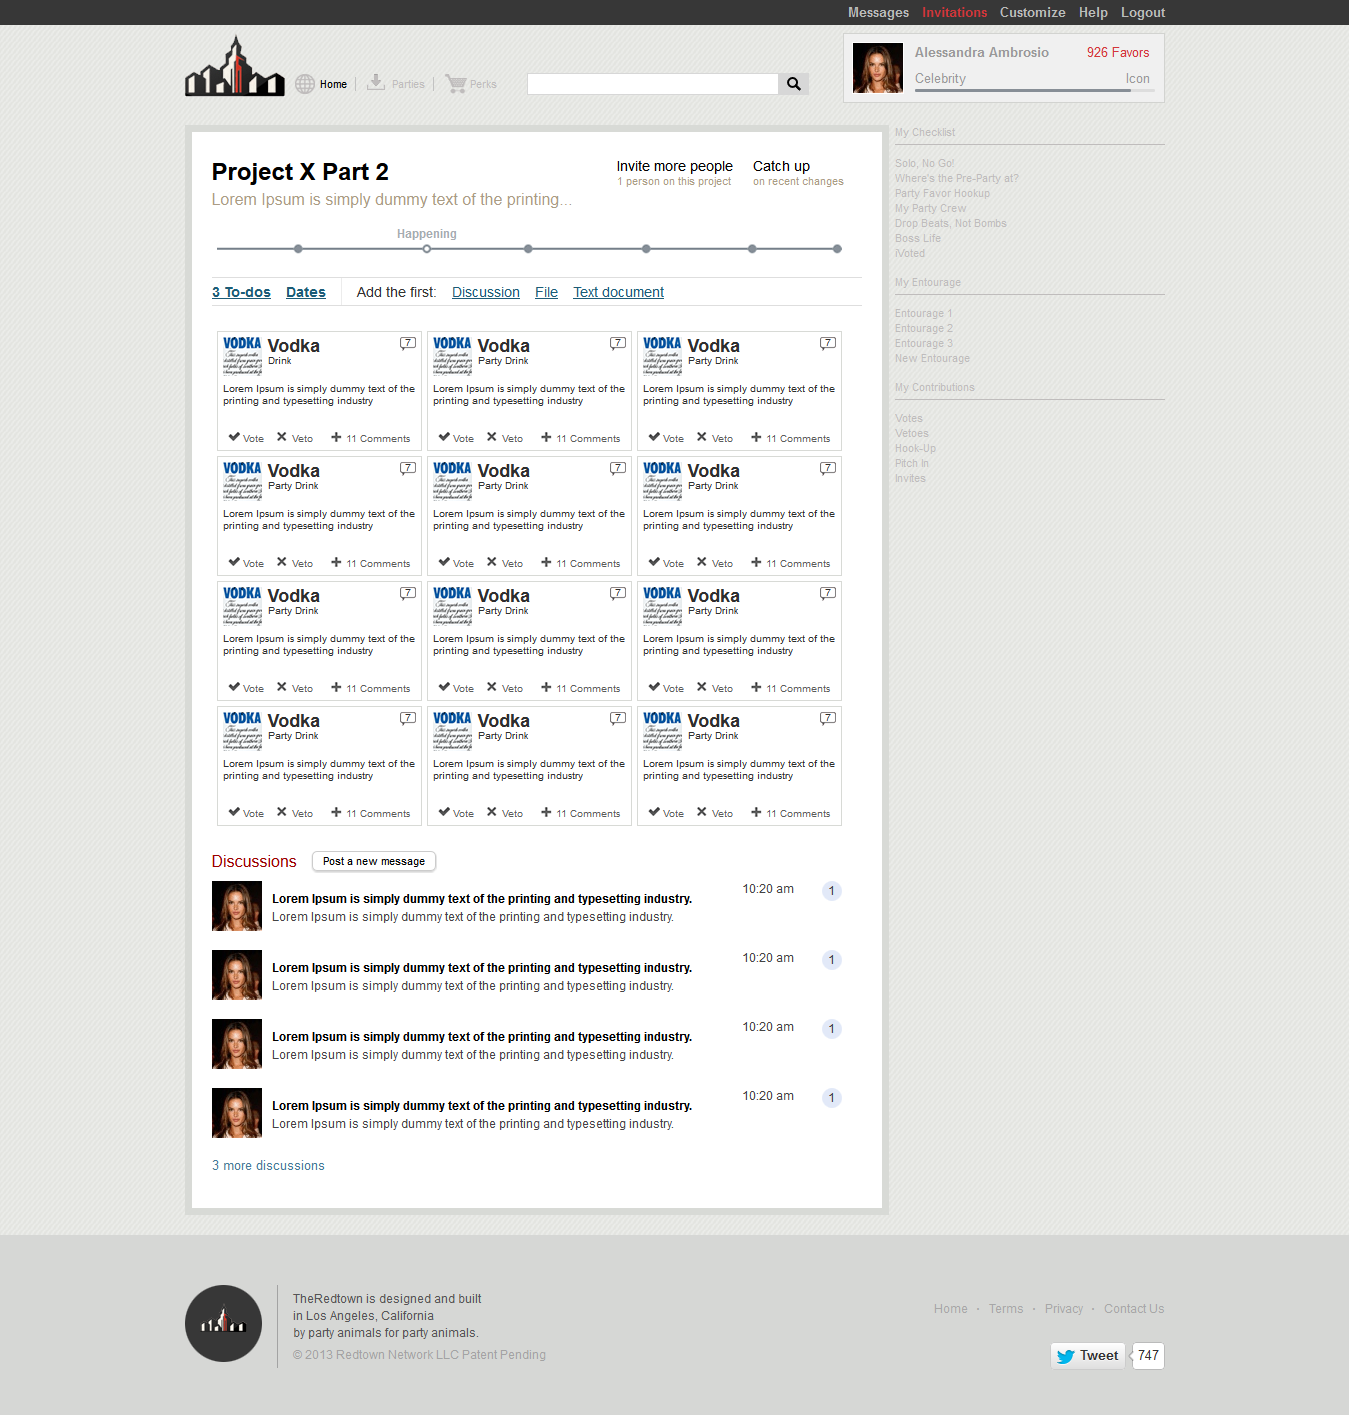 Messages Invitations Customize Help Logout
Home Parties Perks
Alessandra Ambrosio 926 Favors
Celebrity Icon
Project X Part 2
Lorem Ipsum is simply dummy text of the printing...
Invite more people
1 person on this project
Catch up
on recent changes
Happening
3 To-dos Dates Add the first: Discussion File Text document
VODKA Vodka 7
Drink
Lorem Ipsum is simply dummy text of the
printing and typesetting industry
Vote Veto 11 Comments
VODKA Vodka 7
Party Drink
Lorem Ipsum is simply dummy text of the
printing and typesetting industry
Vote Veto 11 Comments
VODKA Vodka 7
Party Drink
Lorem Ipsum is simply dummy text of the
printing and typesetting industry
Vote Veto 11 Comments
VODKA Vodka 7
Party Drink
Lorem Ipsum is simply dummy text of the
printing and typesetting industry
Vote Veto 11 Comments
VODKA Vodka 7
Party Drink
Lorem Ipsum is simply dummy text of the
printing and typesetting industry
Vote Veto 11 Comments
VODKA Vodka 7
Party Drink
Lorem Ipsum is simply dummy text of the
printing and typesetting industry
Vote Veto 11 Comments
VODKA Vodka 7
Party Drink
Lorem Ipsum is simply dummy text of the
printing and typesetting industry
Vote Veto 11 Comments
VODKA Vodka 7
Party Drink
Lorem Ipsum is simply dummy text of the
printing and typesetting industry
Vote Veto 11 Comments
VODKA Vodka 7
Party Drink
Lorem Ipsum is simply dummy text of the
printing and typesetting industry
Vote Veto 11 Comments
VODKA Vodka 7
Party Drink
Lorem Ipsum is simply dummy text of the
printing and typesetting industry
Vote Veto 11 Comments
VODKA Vodka 7
Party Drink
Lorem Ipsum is simply dummy text of the
printing and typesetting industry
Vote Veto 11 Comments
VODKA Vodka 7
Party Drink
Lorem Ipsum is simply dummy text of the
printing and typesetting industry
Vote Veto 11 Comments
Discussions Post a new message
Lorem Ipsum is simply dummy text of the printing and typesetting industry. 10:20 am 1
Lorem Ipsum is simply dummy text of the printing and typesetting industry.
Lorem Ipsum is simply dummy text of the printing and typesetting industry. 10:20 am 1
Lorem Ipsum is simply dummy text of the printing and typesetting industry.
Lorem Ipsum is simply dummy text of the printing and typesetting industry. 10:20 am 1
Lorem Ipsum is simply dummy text of the printing and typesetting industry.
Lorem Ipsum is simply dummy text of the printing and typesetting industry. 10:20 am 1
Lorem Ipsum is simply dummy text of the printing and typesetting industry.
3 more discussions
My Checklist
Solo, No Go!
Where's the Pre-Party at?
Party Favor Hookup
My Party Crew
Drop Beats, Not Bombs
Boss Life
iVoted
My Entourage
Entourage 1
Entourage 2
Entourage 3
New Entourage
My Contributions
Votes
Vetoes
Hook-Up
Pitch In
Invites
TheRedtown is designed and built
in Los Angeles, California
by party animals for party animals.
© 2013 Redtown Network LLC Patent Pending
Home · Terms · Privacy · Contact Us
Tweet 747